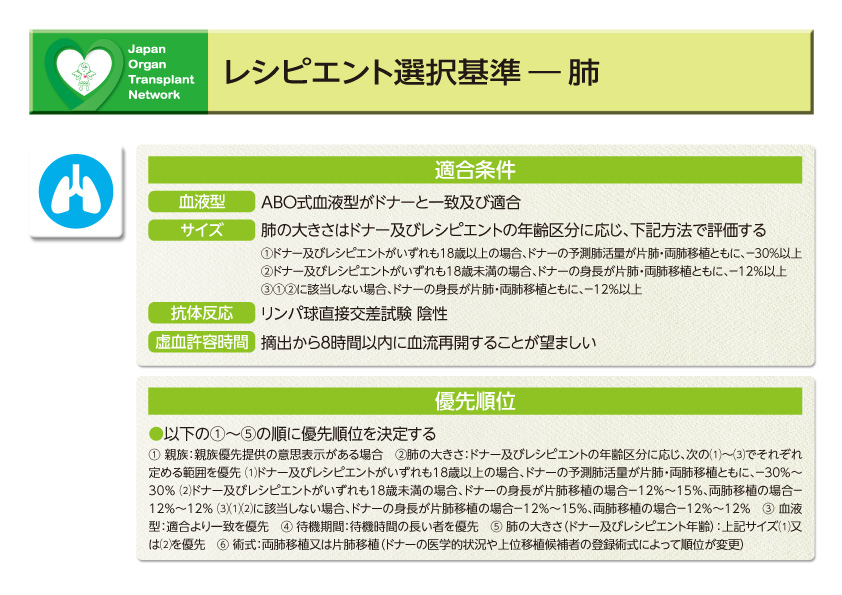 Japan
Organ
Transplant
Network
レシピエント選択基準 ― 肺
適合条件
血液型 ABO式血液型がドナーと一致及び適合
サイズ 肺の大きさはドナー及びレシピエントの年齢区分に応じ、下記方法で評価する
①ドナー及びレシピエントがいずれも18歳以上の場合、ドナーの予測肺活量が片肺・両肺移植ともに、−30%以上
②ドナー及びレシピエントがいずれも18歳未満の場合、ドナーの身長が片肺・両肺移植ともに、−12%以上
③①②に該当しない場合、ドナーの身長が片肺・両肺移植ともに、−12%以上
抗体反応 リンパ球直接交差試験 陰性
虚血許容時間 摘出から8時間以内に血流再開することが望ましい
優先順位
●以下の①〜⑤の順に優先順位を決定する
① 親族：親族優先提供の意思表示がある場合 ②肺の大きさ：ドナー及びレシピエントの年齢区分に応じ、次の⑴〜⑶でそれぞれ
定める範囲を優先 ⑴ドナー及びレシピエントがいずれも18歳以上の場合、ドナーの予測肺活量が片肺・両肺移植ともに、−30%〜
30% ⑵ドナー及びレシピエントがいずれも18歳未満の場合、ドナーの身長が片肺移植の場合−12%〜15%、両肺移植の場合−
12%〜12% ⑶⑴⑵に該当しない場合、ドナーの身長が片肺移植の場合−12%〜15%、両肺移植の場合−12%〜12% ③ 血液
型：適合より一致を優先 ④ 待機期間：待機時間の長い者を優先 ⑤ 肺の大きさ（ドナー及びレシピエント年齢）：上記サイズ⑴又
は⑵を優先 ⑥ 術式：両肺移植又は片肺移植（ドナーの医学的状況や上位移植候補者の登録術式によって順位が変更）